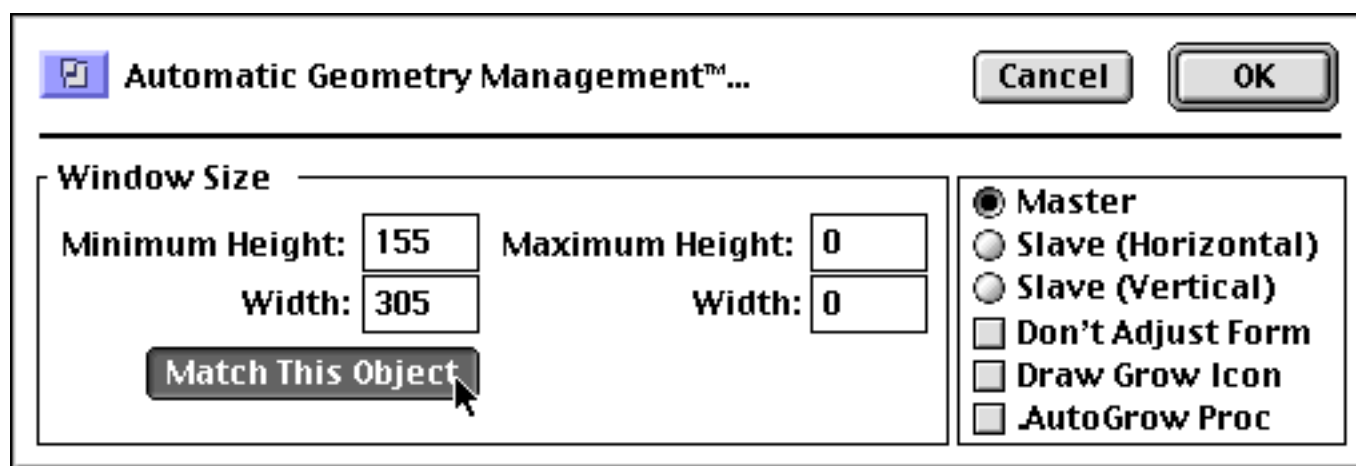 Automatic Geometry Management™...
Cancel
OK
Window Size
Minimum Height: 155
Maximum Height: 0
Width: 305
Width: 0
Match This Object
Master
Slave (Horizontal)
Slave (Vertical)
Don't Adjust Form
Draw Grow Icon
.AutoGrow Proc